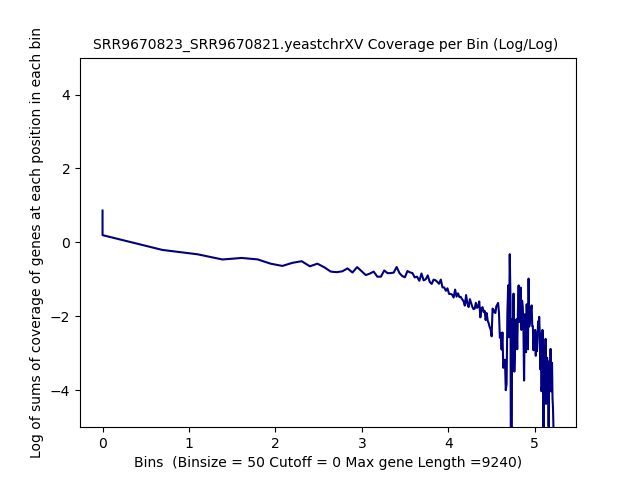 SRR9670823_SRR9670821.yeastchrXV Coverage per Bin (Log/Log)
Log of sums of coverage of genes at each position in each bin
4
2
0
−2
−4
0 1 2 3 4 5
Bins  (Binsize = 50 Cutoff = 0 Max gene Length =9240)